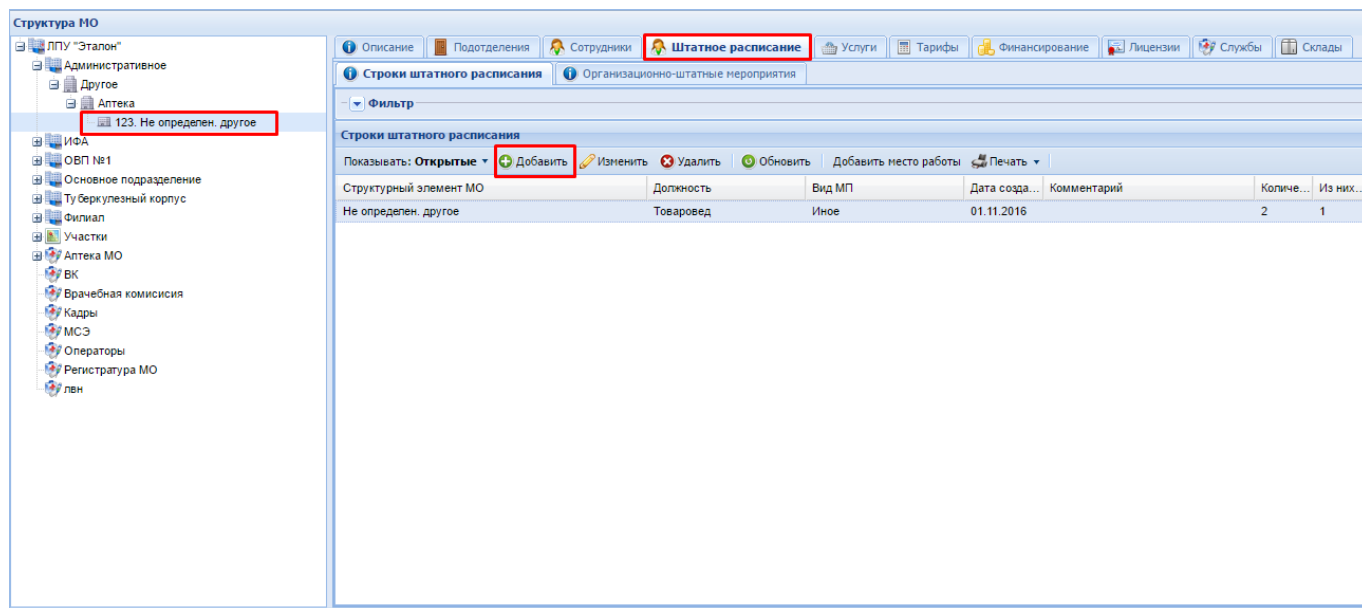 Структура МО
ЛПУ "Эталон"
Административное
Другое
Аптека
123. Не определен. другое
ИФА
ОВП №1
Основное подразделение
Туберкулезный корпус
Филиал
Участки
Аптека МО
ВК
Врачебная комисисия
Кадры
МСЭ
Операторы
Регистратура МО
лвн
Описание Подотделения Сотрудники Штатное расписание Услуги Тарифы Финансирование Лицензии Службы Склады
Строки штатного расписания Организационно-штатные мероприятия
Фильтр
Строки штатного расписания
Показывать: Открытые Добавить Изменить Удалить Обновить Добавить место работы Печать
Структурный элемент МО Должность Вид МП Дата созда... Комментарий Количе... Из них...
Не определен. другое Товаровед Иное 01.11.2016 2 1